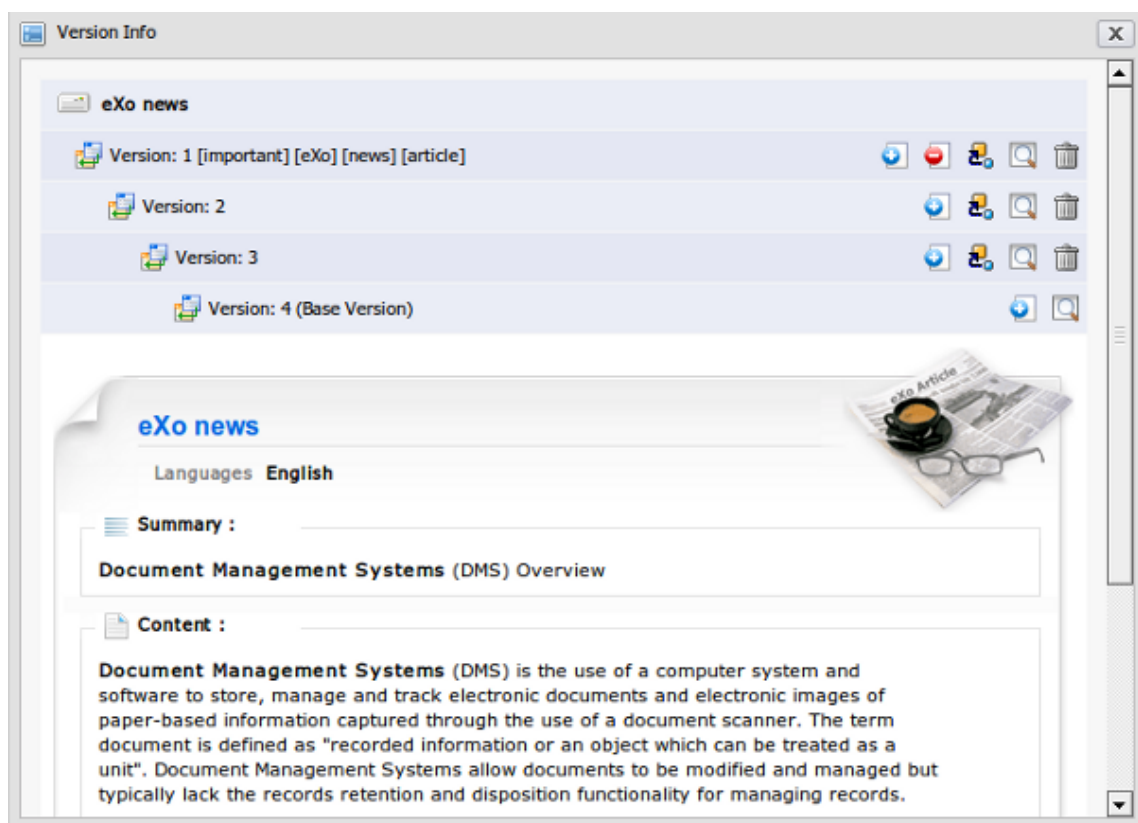 Version Info
X
eXo news
Version: 1 [important] [eXo] [news] [article]
Version: 2
Version: 3
Version: 4 (Base Version)
eXo Article
eXo news
Languages English
Summary :
Document Management Systems (DMS) Overview
Content :
Document Management Systems (DMS) is the use of a computer system and
software to store, manage and track electronic documents and electronic images of
paper-based information captured through the use of a document scanner. The term
document is defined as "recorded information or an object which can be treated as a
unit". Document Management Systems allow documents to be modified and managed but
typically lack the records retention and disposition functionality for managing records.